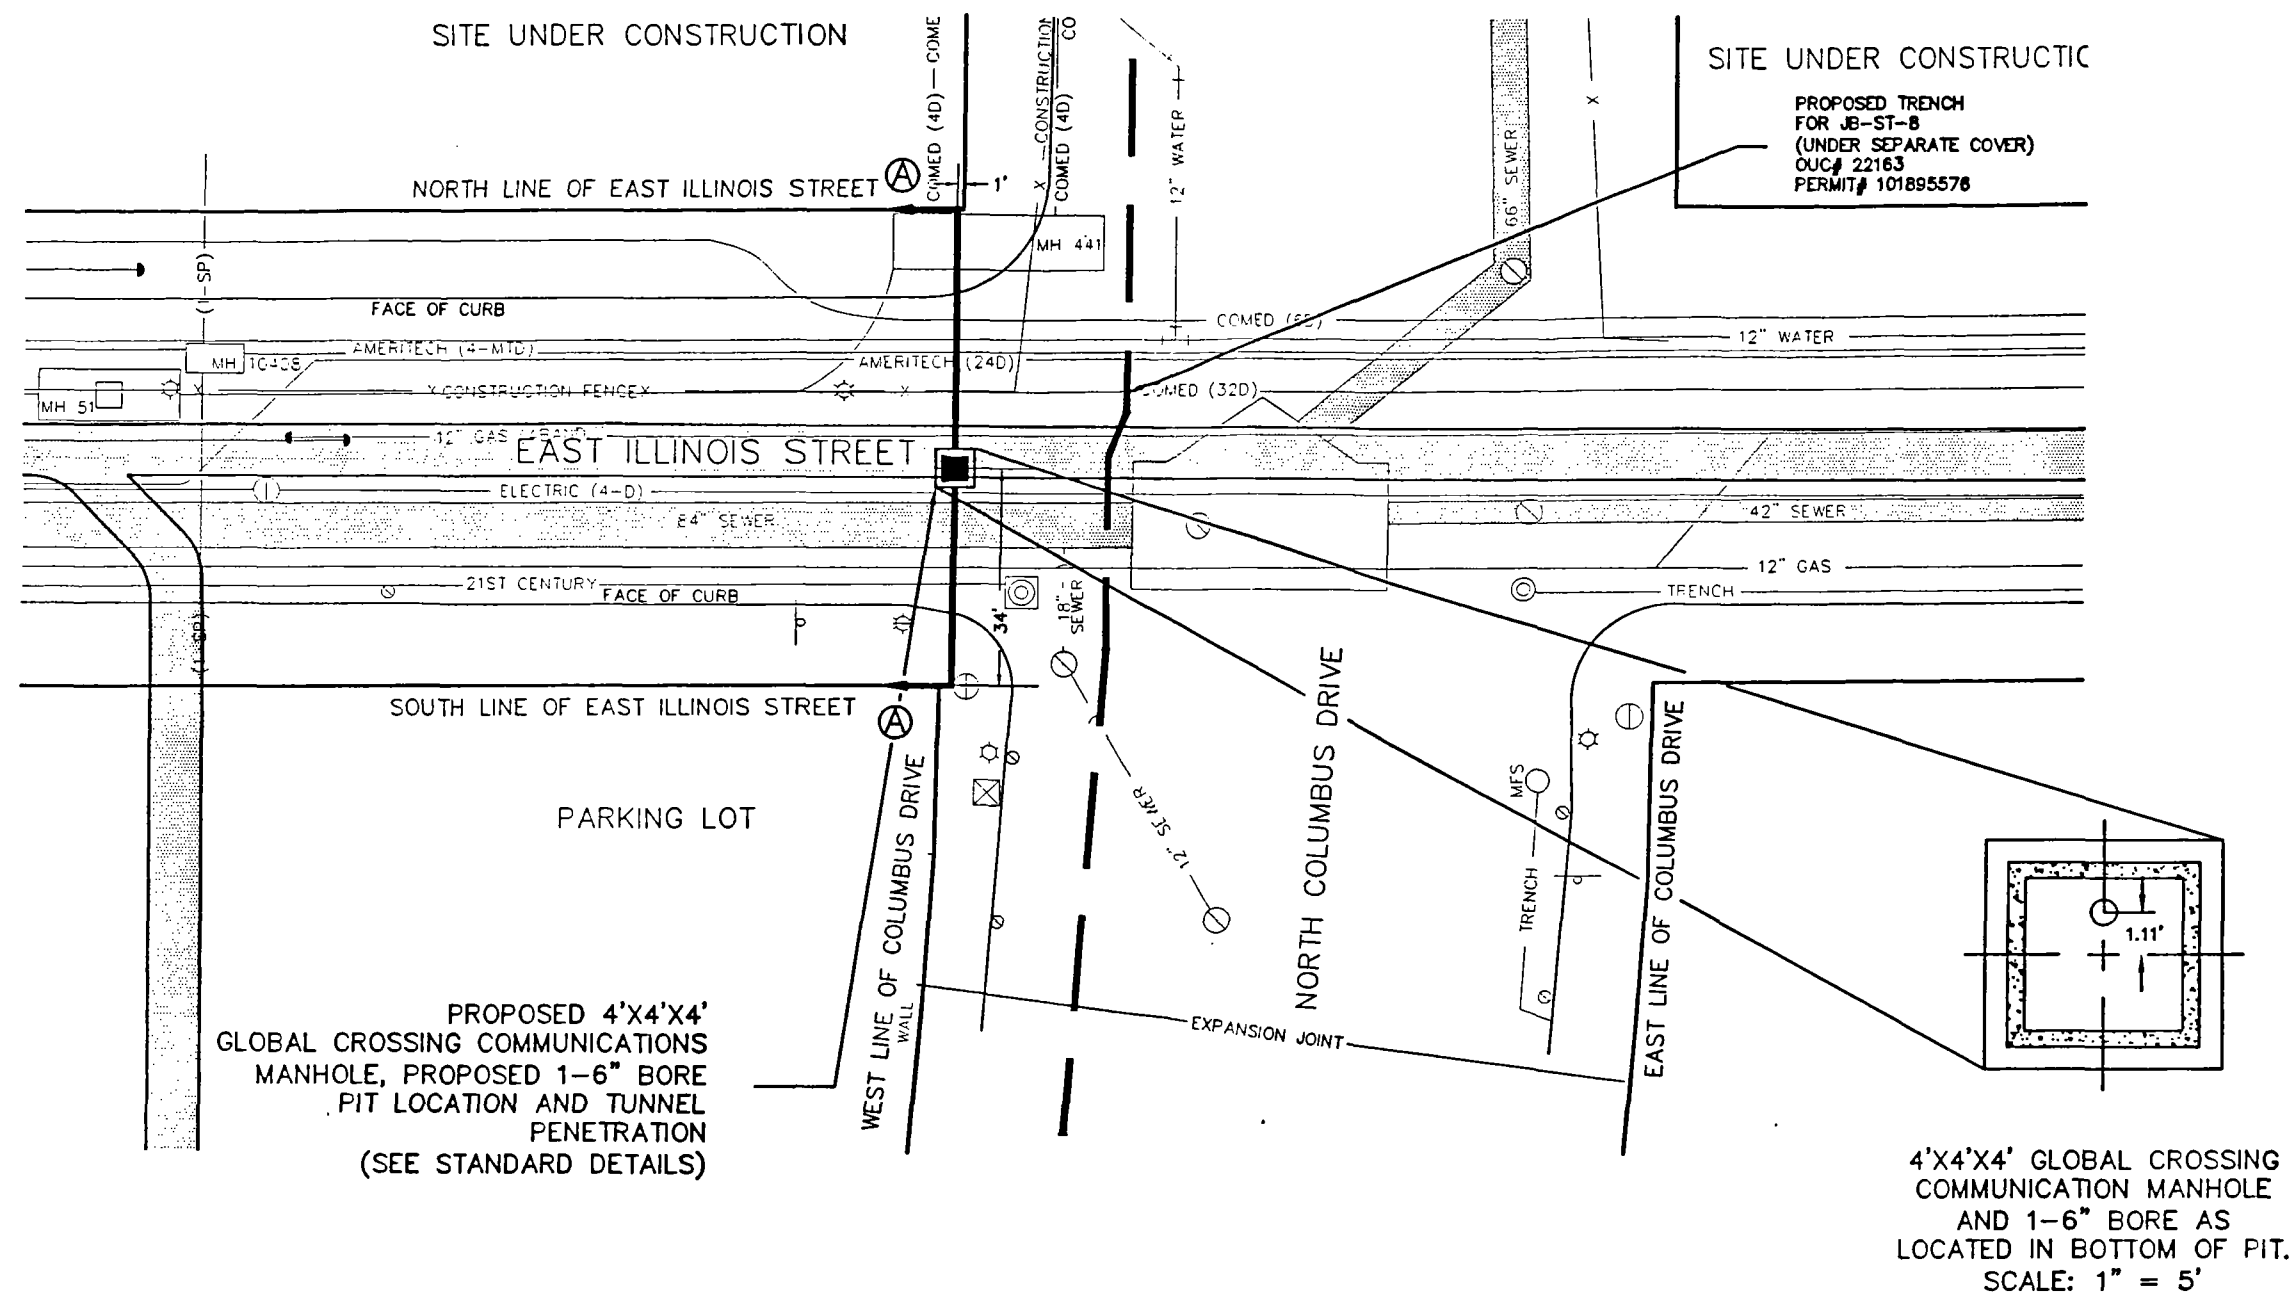 SITE UNDER CONSTRUCTION
COMED (4D)
COME
CONSTRUCTION
COMED (4D)
CO
12" WATER
66" SEWER
SITE UNDER CONSTRUCTIO
PROPOSED TRENCH
FOR JB-ST-8
(UNDER SEPARATE COVER)
OUC# 22163
PERMIT# 101895576
NORTH LINE OF EAST ILLINOIS STREET
A
1'
MH 441
FACE OF CURB
COMED
12" WATER
AMERITECH (4-MTD)
MH 10408
AMERITECH (24D)
X CONSTRUCTION FENCE X
COMED (32D)
MH 51
12" GAS
EAST ILLINOIS STREET
ELECTRIC (4-D)
84" SEWER
42" SEWER
12" GAS
21ST CENTURY
FACE OF CURB
34'
18"
SEWER
TRENCH
SOUTH LINE OF EAST ILLINOIS STREET
A
PARKING LOT
WEST LINE OF COLUMBUS DRIVE
WALL
12" SEWER
NORTH COLUMBUS DRIVE
MFS
TRENCH
EAST LINE OF COLUMBUS DRIVE
EXPANSION JOINT
1.11'
PROPOSED 4'X4'X4'
GLOBAL CROSSING COMMUNICATIONS
MANHOLE, PROPOSED 1-6" BORE
PIT LOCATION AND TUNNEL
PENETRATION
(SEE STANDARD DETAILS)
4'X4'X4' GLOBAL CROSSING
COMMUNICATION MANHOLE
AND 1-6" BORE AS
LOCATED IN BOTTOM OF PIT.
SCALE: 1" = 5'